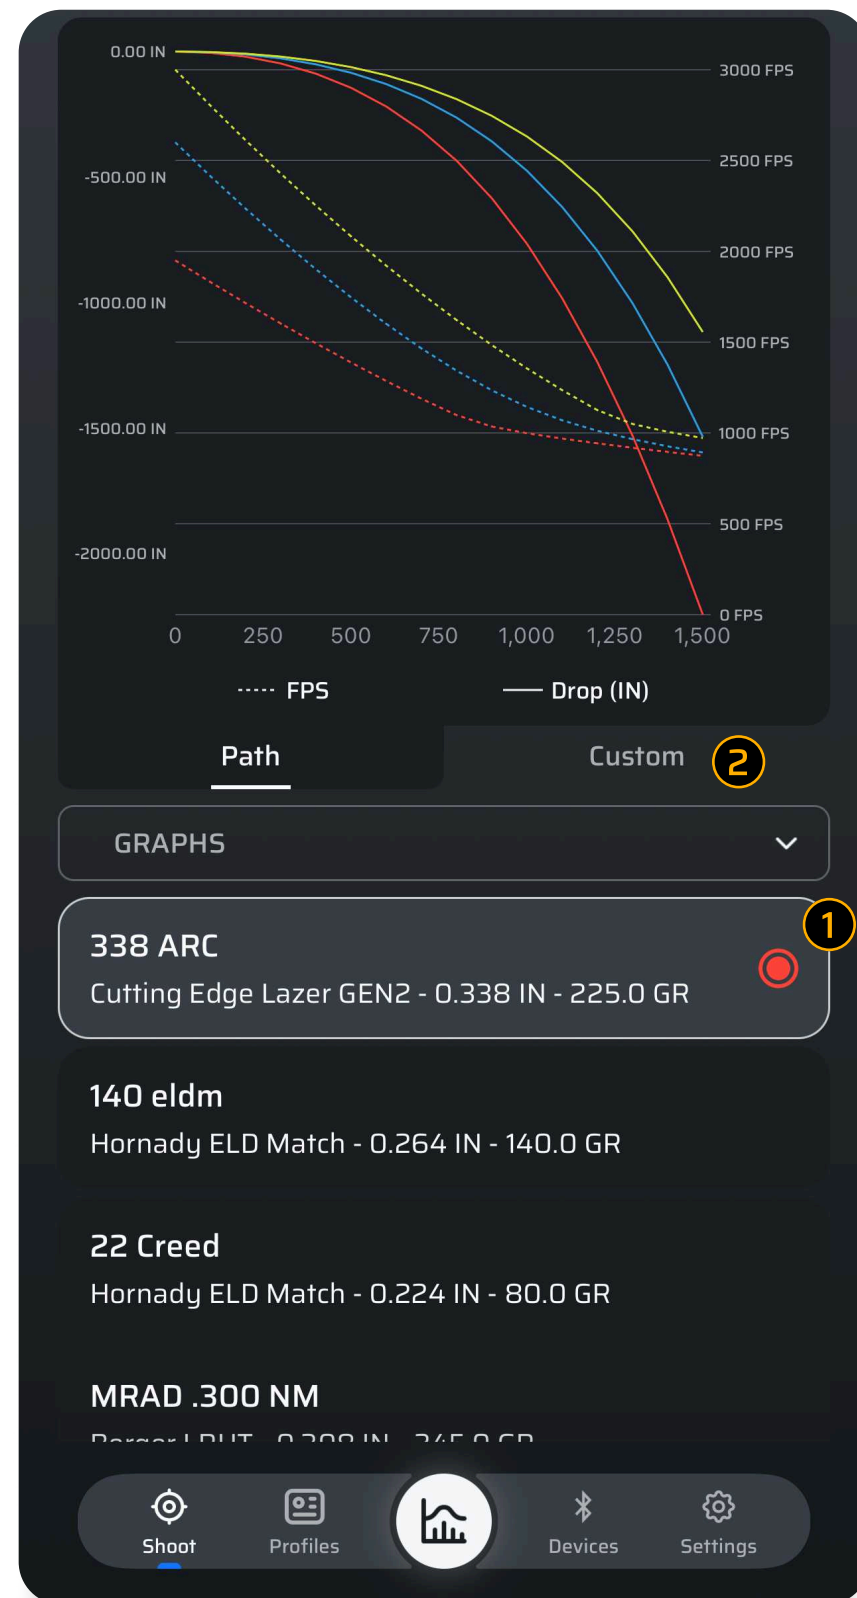 0.00 IN
3000 FPS
2500 FPS
-500.00 IN
2000 FPS
-1000.00 IN
1500 FPS
-1500.00 IN
1000 FPS
500 FPS
-2000.00 IN
0 FPS
0 250 500 750 1,000 1,250 1,500
FPS Drop (IN)
Path Custom 2
GRAPHS
1
338 ARC
Cutting Edge Lazer GEN2 - 0.338 IN - 225.0 GR
140 eldm
Hornady ELD Match - 0.264 IN - 140.0 GR
22 Creed
Hornady ELD Match - 0.224 IN - 80.0 GR
MRAD .300 NM
Shoot Profiles Devices Settings